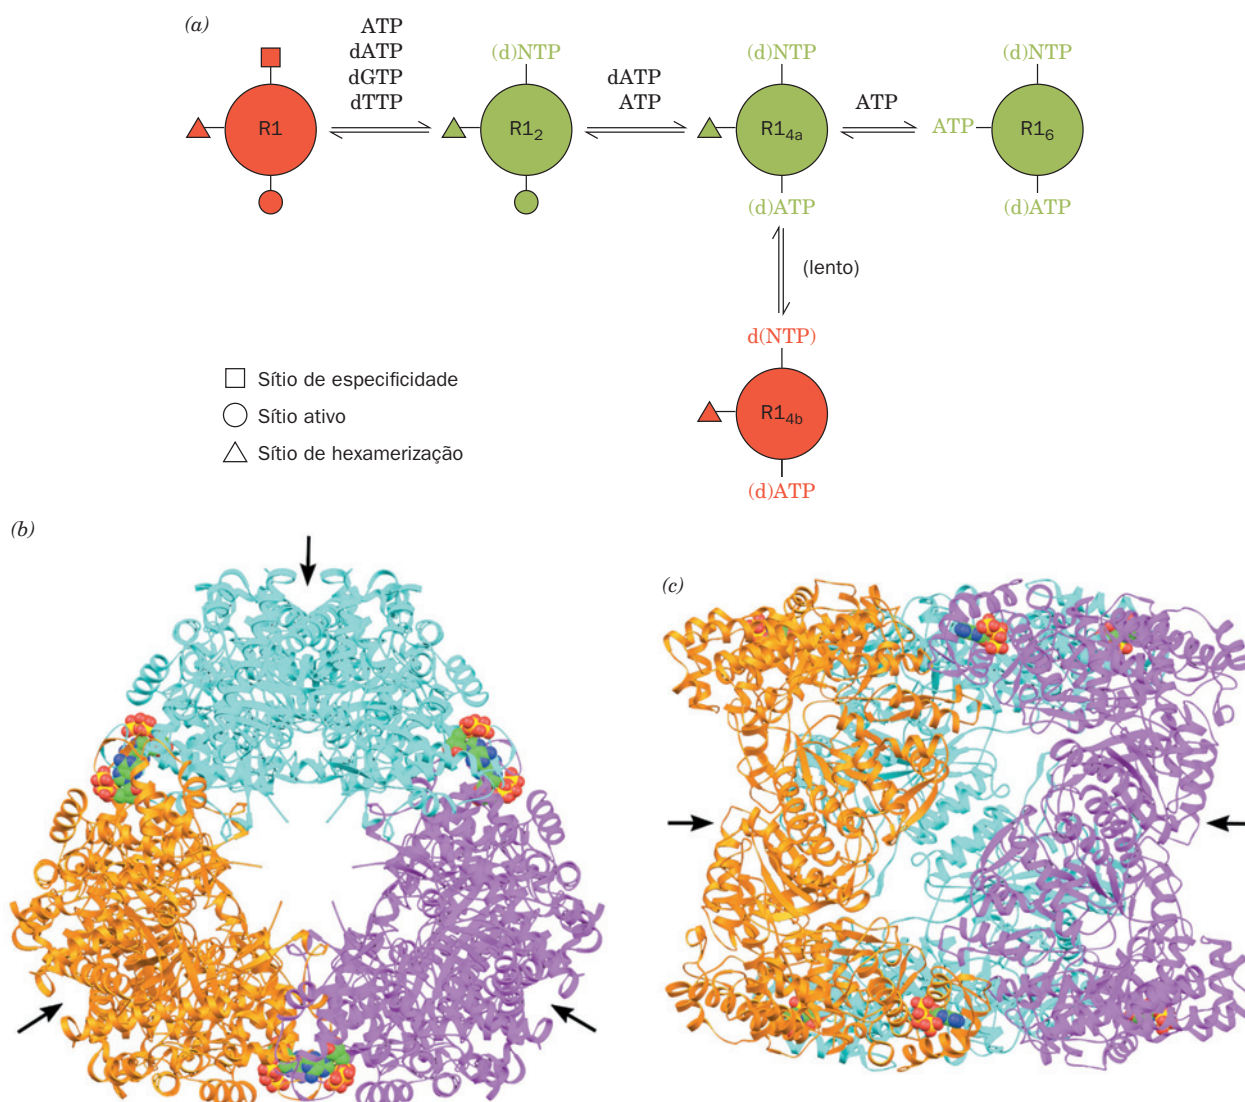 (a)
ATP
dATP
dGTP
dTTP
R1
(d)NTP
R1₂
dATP
ATP
(d)NTP
R1₄ₐ
(d)ATP
ATP
(d)NTP
ATP
R1₆
(d)ATP
(lento)
d(NTP)
R1₄b
(d)ATP
Sítio de especificidade
Sítio ativo
Sítio de hexamerização
(b)
(c)